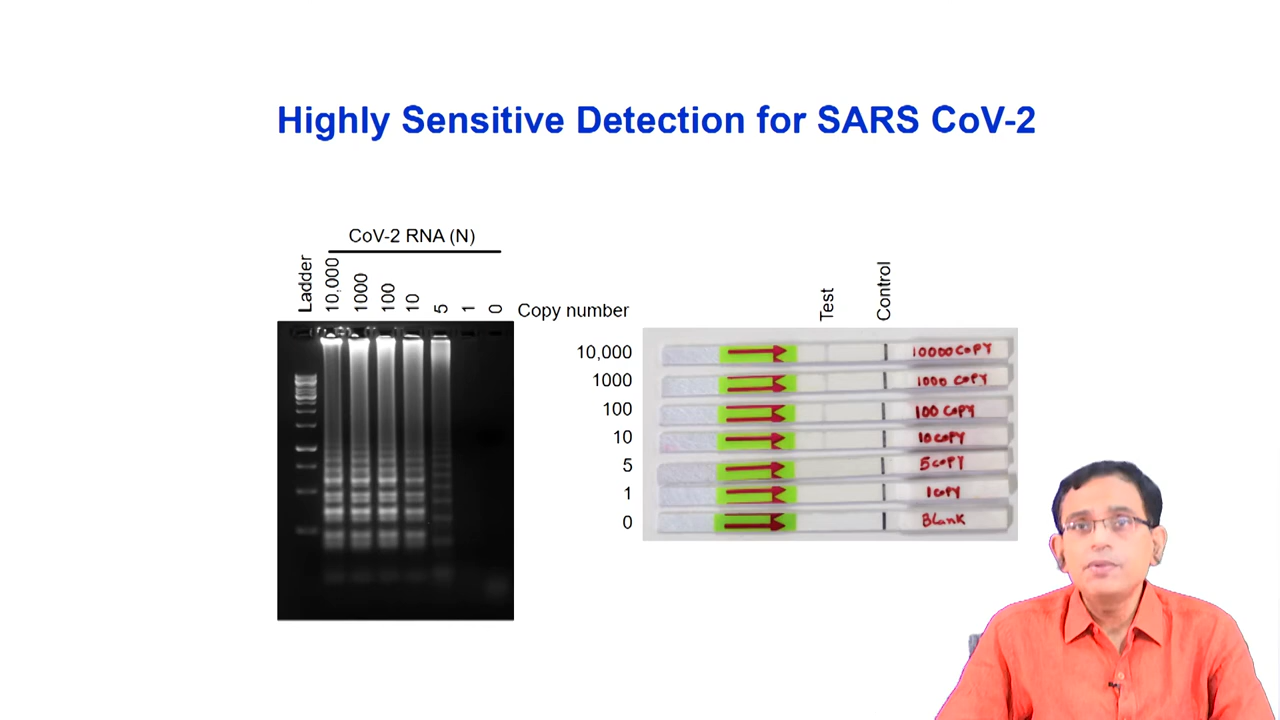 Highly Sensitive Detection for SARS CoV-2
CoV-2 RNA (N)
Ladder
10,000
1000
100
10
5
1
0
Copy number
Test
Control
10,000
1000
100
10
5
1
0
10000 COPY
1000 COPY
100 COPY
10 COPY
5 COPY
1 COPY
Blank